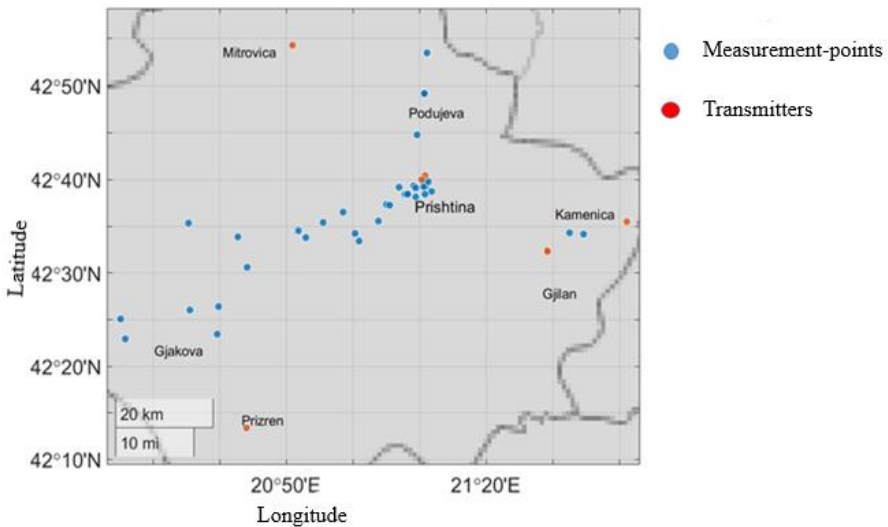 Mitrovica
Measurement-points
42°50'N
Podujeva
Transmitters
42°40'N
Prishtina
Kamenica
Latitude
42°30'N
Gjilan
Gjakova
42°20'N
20 km
Prizren
10 mi
42°10'N
20°50'E
21°20'E
Longitude